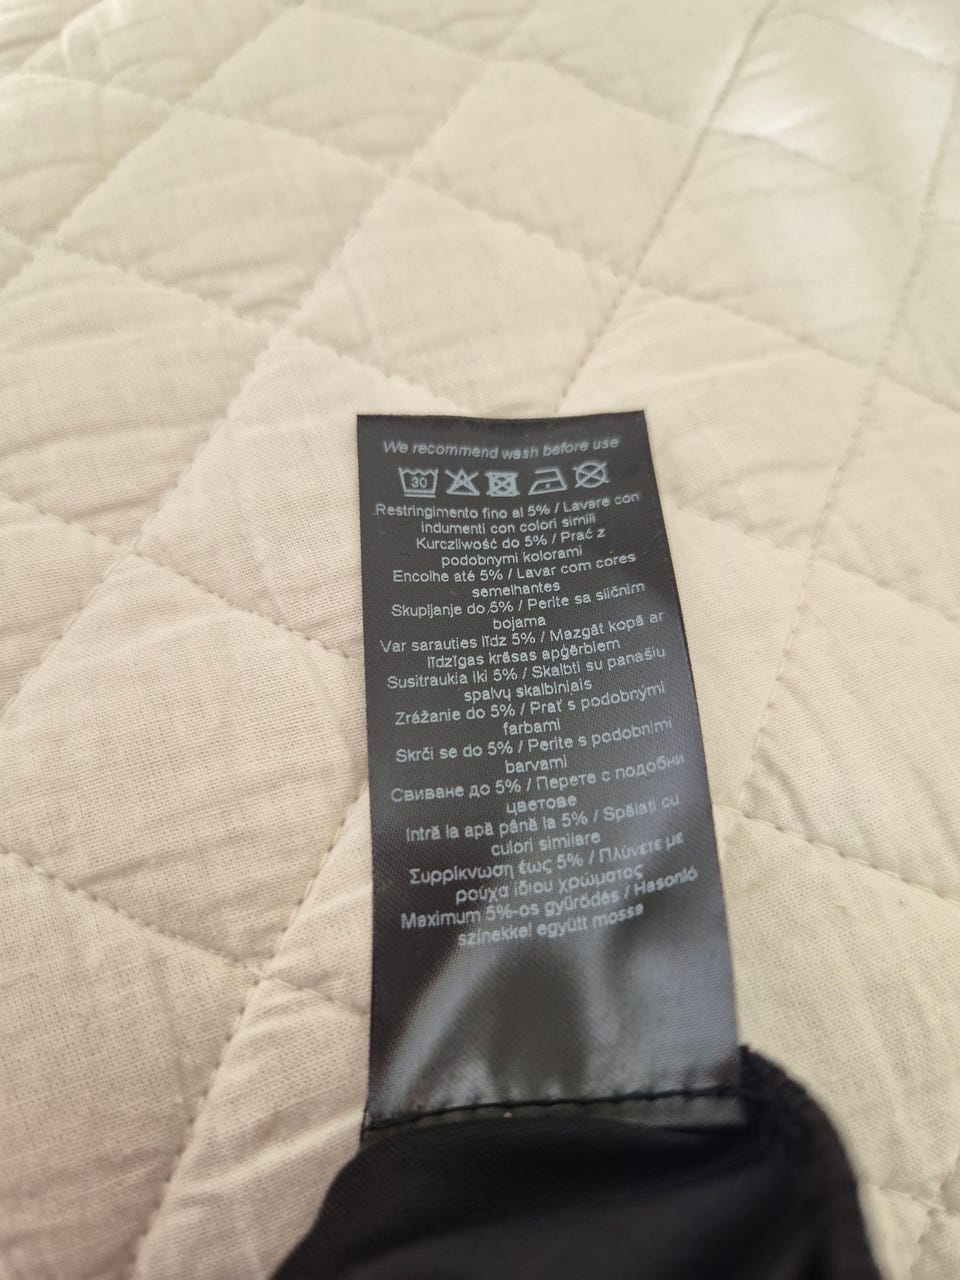 We recommend wash before use
30
Restringimento fino al 5% / Lavare con
indumenti con colori simili
Kurczliwość do 5% / Prać z
podobnymi kolorami
Encolhe até 5% / Lavar com cores
semelhantes
Skupljanje do 5% / Perite sa sličnim
bojama
Var sarauties līdz 5% / Mazgāt kopā ar
līdzīgas krāsas apģērbiem
Susitraukia iki 5% / Skalbti su panašių
spalvų skalbiniais
Zrážanie do 5% / Prať s podobnými
farbami
Skrči se do 5% / Perite s podobnimi
barvami
Свиване до 5% / Перете с подобни
цветове
Intră la apă până la 5% / Spălați cu
culori similare
Συρρίκνωση έως 5% / Πλύνετε με
ρούχα ίδιου χρώματος
Maximum 5%-os gyűrődés / Hasonló
színekkel együtt mossa